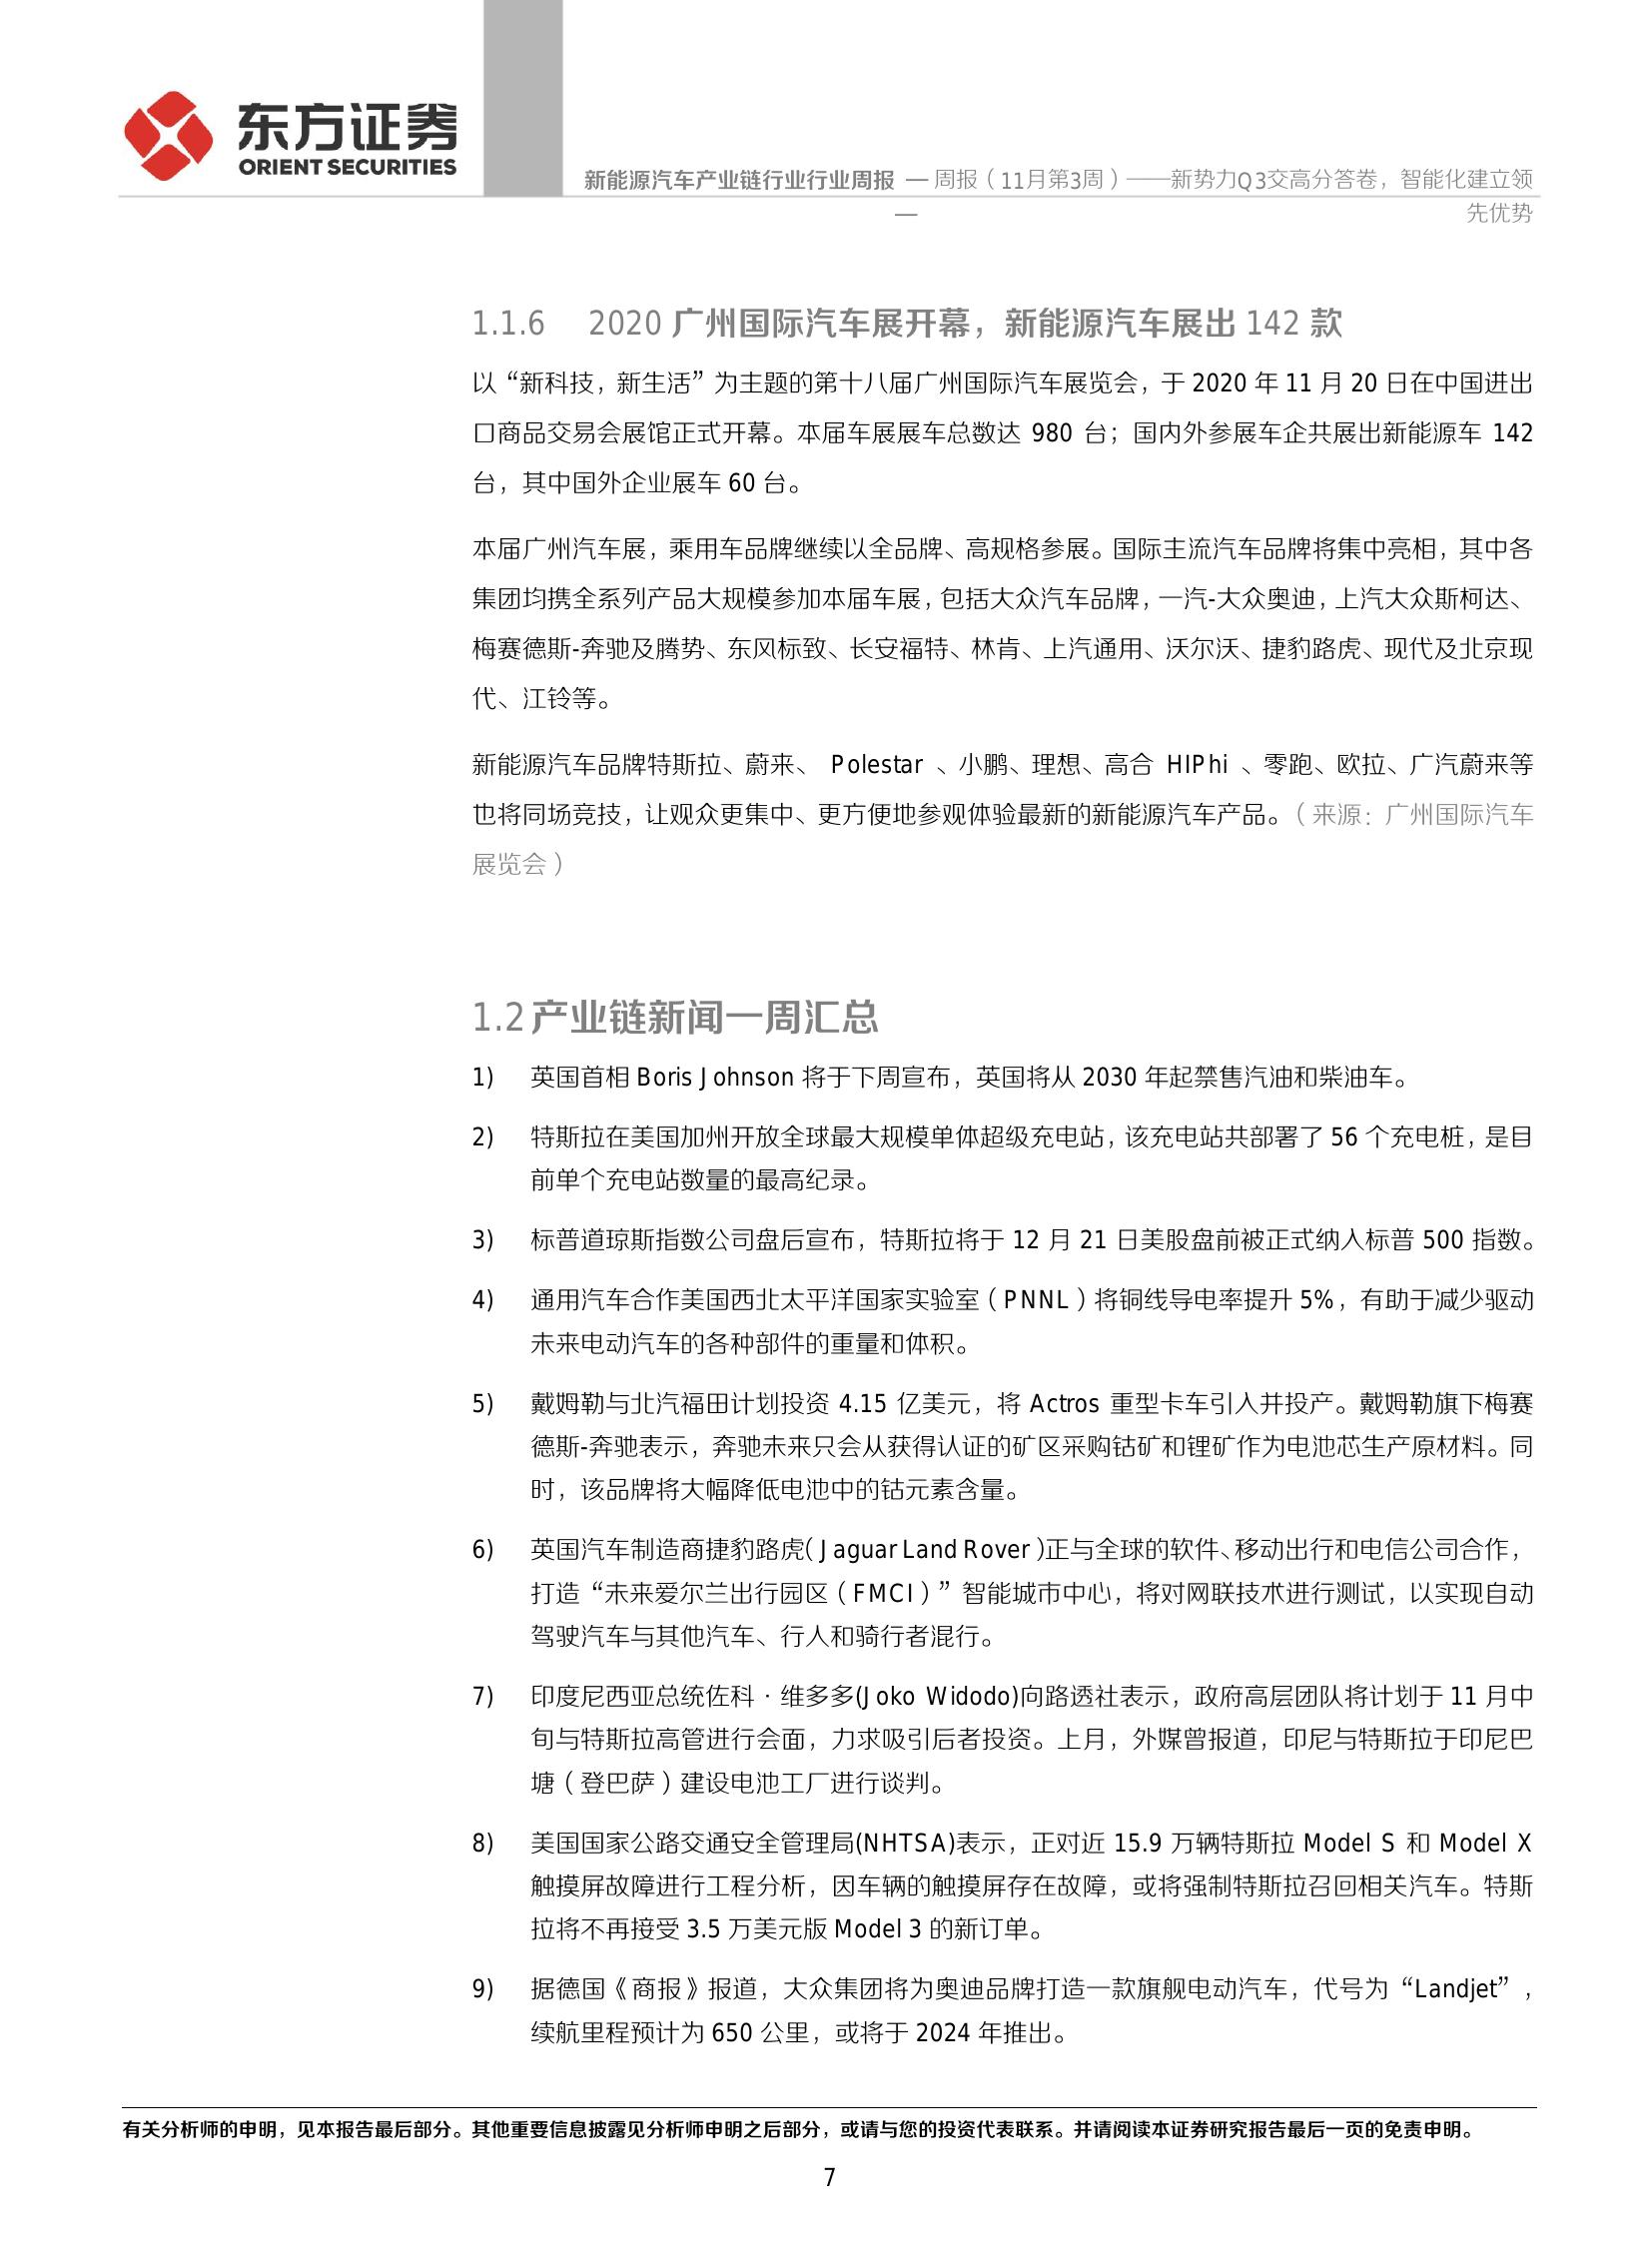 东方证券
ORIENT SECURITIES
新能源汽车产业链行业行业周报 — 周报（11月第3周）——新势力Q3交高分答卷，智能化建立领
— 先优势
1.1.6 2020 广州国际汽车展开幕，新能源汽车展出 142 款
以“新科技，新生活”为主题的第十八届广州国际汽车展览会，于 2020 年 11 月 20 日在中国进出
口商品交易会展馆正式开幕。本届车展展车总数达 980 台；国内外参展车企共展出新能源车 142
台，其中国外企业展车 60 台。
本届广州汽车展，乘用车品牌继续以全品牌、高规格参展。国际主流汽车品牌将集中亮相，其中各
集团均携全系列产品大规模参加本届车展，包括大众汽车品牌，一汽-大众奥迪，上汽大众斯柯达、
梅赛德斯-奔驰及腾势、东风标致、长安福特、林肯、上汽通用、沃尔沃、捷豹路虎、现代及北京现
代、江铃等。
新能源汽车品牌特斯拉、蔚来、 Polestar 、小鹏、理想、高合 HIPhi 、零跑、欧拉、广汽蔚来等
也将同场竞技，让观众更集中、更方便地参观体验最新的新能源汽车产品。（来源：广州国际汽车
展览会）
1.2 产业链新闻一周汇总
1) 英国首相 Boris Johnson 将于下周宣布，英国将从 2030 年起禁售汽油和柴油车。
2) 特斯拉在美国加州开放全球最大规模单体超级充电站，该充电站共部署了 56 个充电桩，是目
前单个充电站数量的最高纪录。
3) 标普道琼斯指数公司盘后宣布，特斯拉将于 12 月 21 日美股盘前被正式纳入标普 500 指数。
4) 通用汽车合作美国西北太平洋国家实验室（PNNL）将铜线导电率提升 5%，有助于减少驱动
未来电动汽车的各种部件的重量和体积。
5) 戴姆勒与北汽福田计划投资 4.15 亿美元，将 Actros 重型卡车引入并投产。戴姆勒旗下梅赛
德斯-奔驰表示，奔驰未来只会从获得认证的矿区采购钴矿和锂矿作为电池芯生产原材料。同
时，该品牌将大幅降低电池中的钴元素含量。
6) 英国汽车制造商捷豹路虎(Jaguar Land Rover)正与全球的软件、移动出行和电信公司合作，
打造“未来爱尔兰出行园区（FMCI）”智能城市中心，将对网联技术进行测试，以实现自动
驾驶汽车与其他汽车、行人和骑行者混行。
7) 印度尼西亚总统佐科 · 维多多(Joko Widodo)向路透社表示，政府高层团队将计划于 11 月中
旬与特斯拉高管进行会面，力求吸引后者投资。上月，外媒曾报道，印尼与特斯拉于印尼巴
塘（登巴萨）建设电池工厂进行谈判。
8) 美国国家公路交通安全管理局(NHTSA)表示，正对近 15.9 万辆特斯拉 Model S 和 Model X
触摸屏故障进行工程分析，因车辆的触摸屏存在故障，或将强制特斯拉召回相关汽车。特斯
拉将不再接受 3.5 万美元版 Model 3 的新订单。
9) 据德国《商报》报道，大众集团将为奥迪品牌打造一款旗舰电动汽车，代号为“Landjet”，
续航里程预计为 650 公里，或将于 2024 年推出。
有关分析师的申明，见本报告最后部分。其他重要信息披露见分析师申明之后部分，或请与您的投资代表联系。并请阅读本证券研究报告最后一页的免责申明。
7